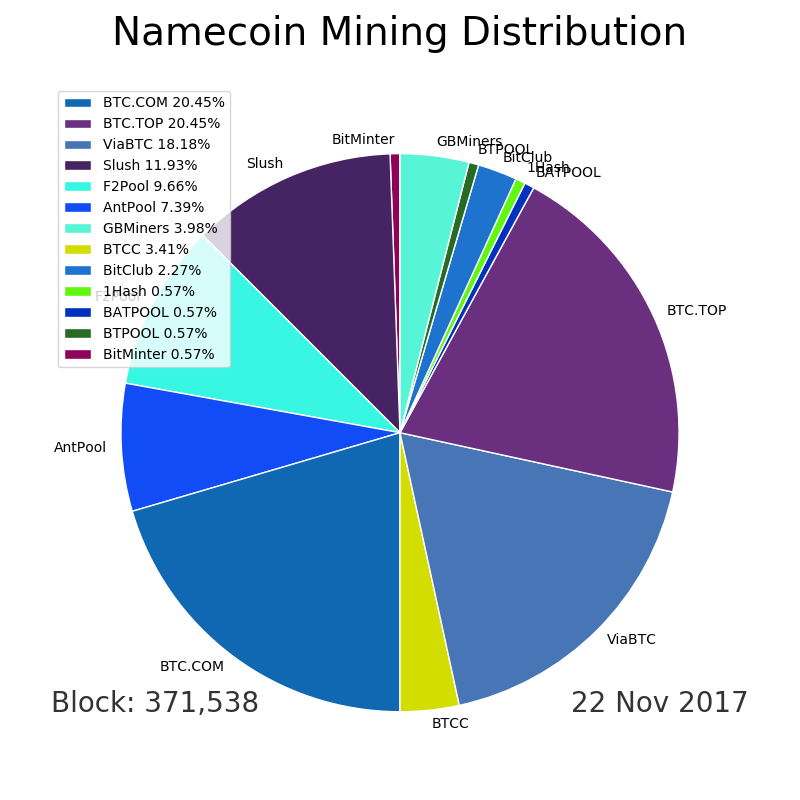 Namecoin Mining Distribution
BTC.COM 20.45%
BTC.TOP 20.45%
ViaBTC 18.18%
Slush 11.93%
F2Pool 9.66%
AntPool 7.39%
GBMiners 3.98%
BTCC 3.41%
BitClub 2.27%
1Hash 0.57%
BATPOOL 0.57%
BTPOOL 0.57%
BitMinter 0.57%
BitMinter
GBMiners
BTPOOL
BitClub
1Hash
BATPOOL
Slush
F2Pool
BTC.TOP
AntPool
ViaBTC
BTC.COM
BTCC
Block: 371,538
22 Nov 2017